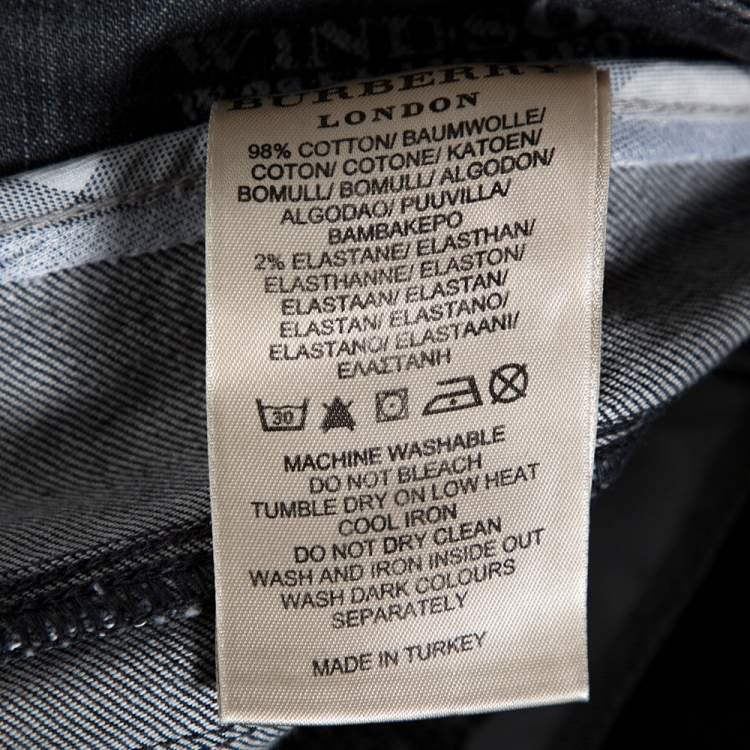 BURBERRY
LONDON
98% COTTON/ BAUMWOLLE/
COTON/ COTONE/ KATOEN/
BOMULL/ BOMULL/ ALGODON/
ALGODAO/ PUUVILLA/
ΒΑΜΒΑΚΕΡΟ
2% ELASTANE/ ELASTHAN/
ELASTHANNE/ ELASTON/
ELASTAAN/ ELASTAN/
ELASTAN/ ELASTANO/
ELASTANO/ ELASTAANI/
ΕΛΑΣΤΑΝΗ
30
MACHINE WASHABLE
DO NOT BLEACH
TUMBLE DRY ON LOW HEAT
COOL IRON
DO NOT DRY CLEAN
WASH AND IRON INSIDE OUT
WASH DARK COLOURS
SEPARATELY
MADE IN TURKEY